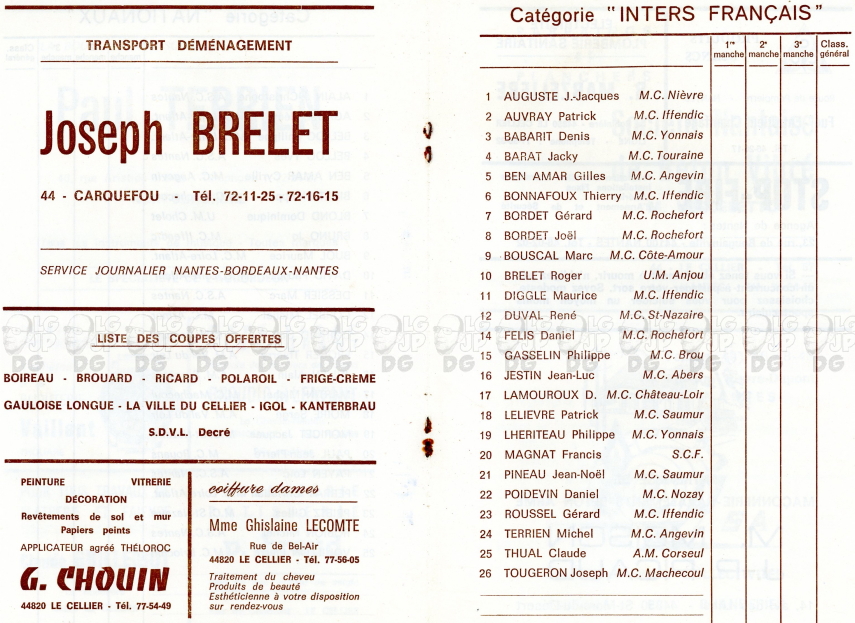 TRANSPORT DÉMÉNAGEMENT
Joseph BRELET
44 - CARQUEFOU - Tél. 72-11-25 - 72-16-15
SERVICE JOURNALIER NANTES-BORDEAUX-NANTES
LISTE DES COUPES OFFERTES
BOIREAU - BROUARD - RICARD - POLAROIL - FRIGÉ-CRÈME
GAULOISE LONGUE - LA VILLE DU CELLIER - IGOL - KANTERBRAU
S.D.V.L. Decré
PEINTURE VITRERIE
DÉCORATION
Revêtements de sol et mur
Papiers peints
APPLICATEUR agréé THÉLOROC
G. CHOUIN
44820 LE CELLIER - Tél. 77-54-49
coiffure dames
Mme Ghislaine LECOMTE
Rue de Bel-Air
44820 LE CELLIER - Tél. 77-56-05
Traitement du cheveu
Produits de beauté
Esthéticienne à votre disposition
sur rendez-vous
Catégorie "INTERS FRANÇAIS"
1re manche 2e manche 3e manche Class. général
1 AUGUSTE J.-Jacques M.C. Nièvre
2 AUVRAY Patrick M.C. Iffendic
3 BABARIT Denis M.C. Yonnais
4 BARAT Jacky M.C. Touraine
5 BEN AMAR Gilles M.C. Angevin
6 BONNAFOUX Thierry M.C. Iffendic
7 BORDET Gérard M.C. Rochefort
8 BORDET Joël M.C. Rochefort
9 BOUSCAL Marc M.C. Côte-Amour
10 BRELET Roger U.M. Anjou
11 DIGGLE Maurice M.C. Iffendic
12 DUVAL René M.C. St-Nazaire
14 FELIS Daniel M.C. Rochefort
15 GASSELIN Philippe M.C. Brou
16 JESTIN Jean-Luc M.C. Abers
17 LAMOUROUX D. M.C. Château-Loir
18 LELIEVRE Patrick M.C. Saumur
19 LHERITEAU Philippe M.C. Yonnais
20 MAGNAT Francis S.C.F.
21 PINEAU Jean-Noël M.C. Saumur
22 POIDEVIN Daniel M.C. Nozay
23 ROUSSEL Gérard M.C. Iffendic
24 TERRIEN Michel M.C. Angevin
25 THUAL Claude A.M. Corseul
26 TOUGERON Joseph M.C. Machecoul